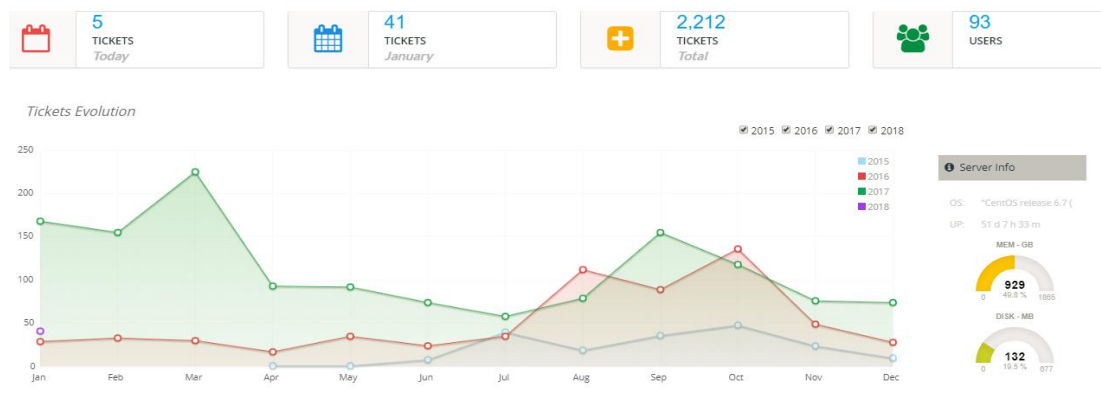 5
TICKETS
Today
41
TICKETS
January
2,212
TICKETS
Total
93
USERS
Tickets Evolution
2015 2016 2017 2018
250
200
150
100
50
0
2015
2016
2017
2018
Jan Feb Mar Apr May Jun Jul Aug Sep Oct Nov Dec
Server Info
OS: "CentOS release 6.7 (
UP: 51 d 7 h 33 m
MEM - GB
929
49.8 %
0 1865
DISK - MB
132
19.5 %
0 677